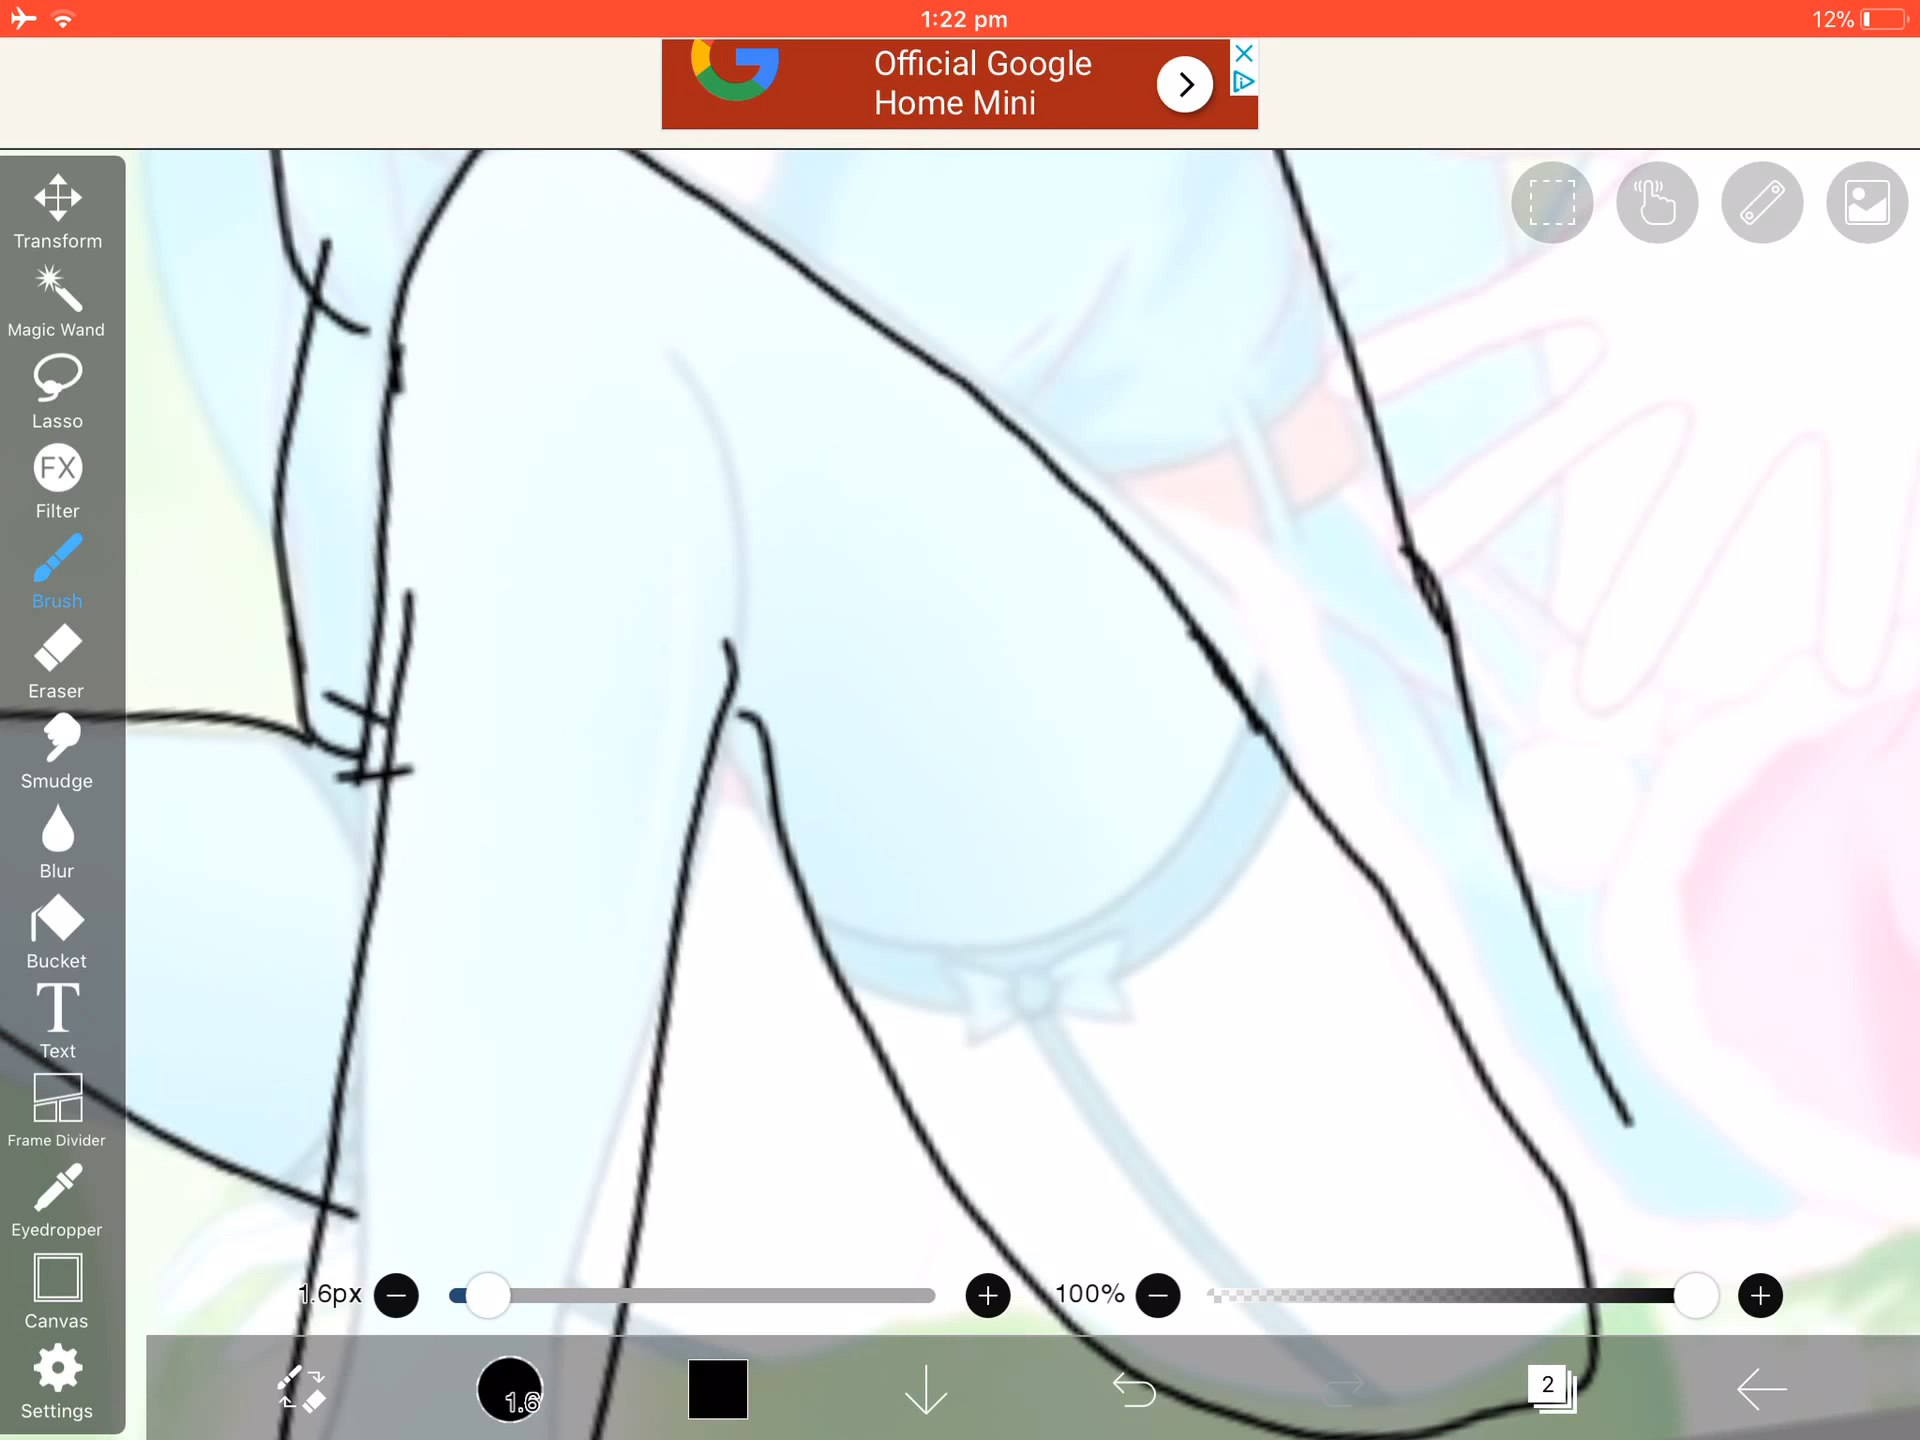 1:22 pm
12%
Official Google
Home Mini
Transform
Magic Wand
Lasso
FX
Filter
Brush
Eraser
Smudge
Blur
Bucket
T
Text
Frame Divider
Eyedropper
Canvas
Settings
1.6px
100%
1.6
2